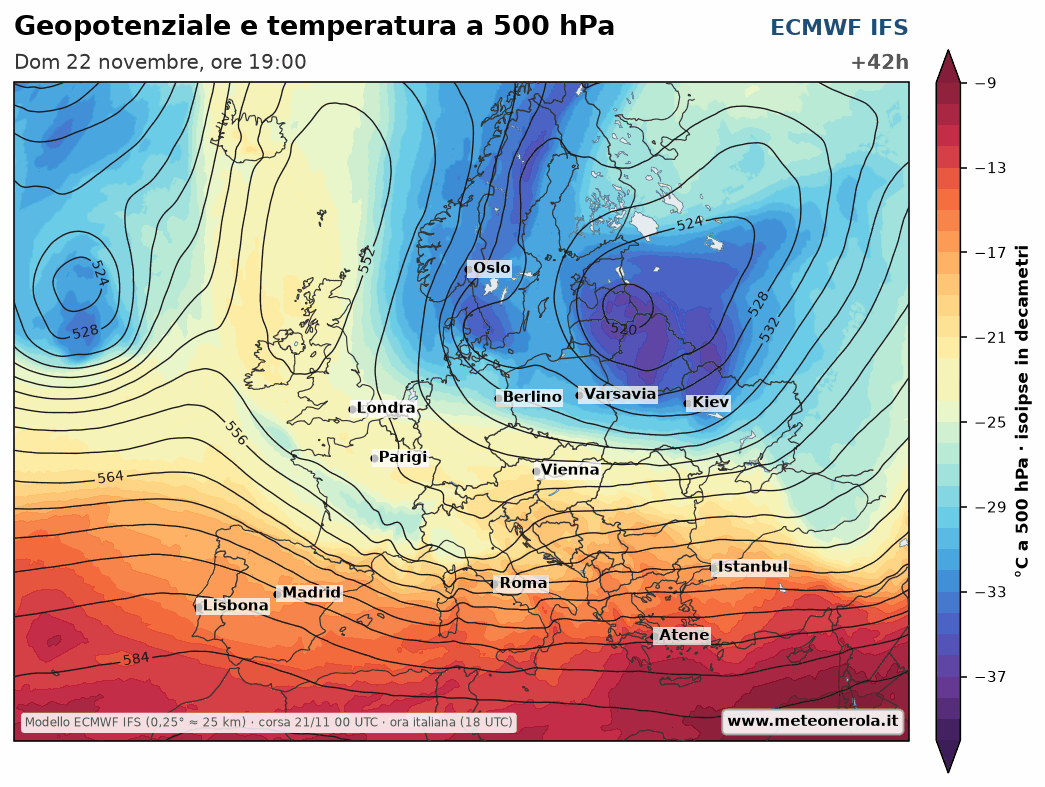 Geopotenziale e temperatura a 500 hPa
ECMWF IFS
Dom 22 novembre, ore 19:00
+42h
−9
−13
−17
−21
−25
−29
−33
−37
°C a 500 hPa · isoipse in decametri
524
528
552
524
520
528
532
556
564
584
Oslo
Londra
Berlino
Varsavia
Kiev
Parigi
Vienna
Istanbul
Roma
Madrid
Lisbona
Atene
Modello ECMWF IFS (0,25° ≈ 25 km) · corsa 21/11 00 UTC · ora italiana (18 UTC)
www.meteonerola.it